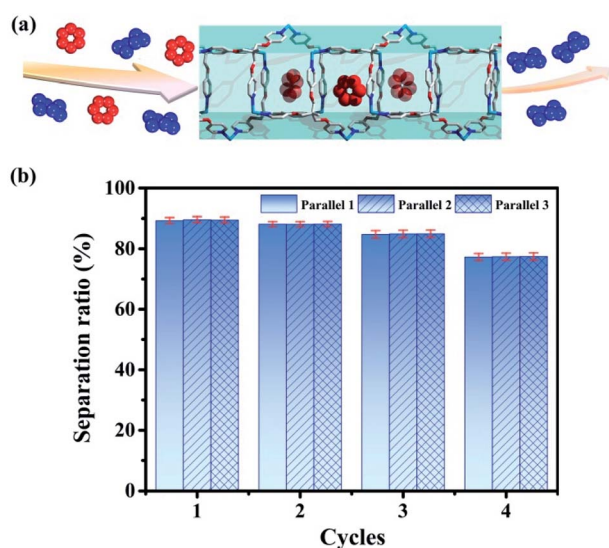 (a)
(b)
Separation ratio (%)
100
80
60
40
20
0
Parallel 1 Parallel 2 Parallel 3
1 2 3 4
Cycles